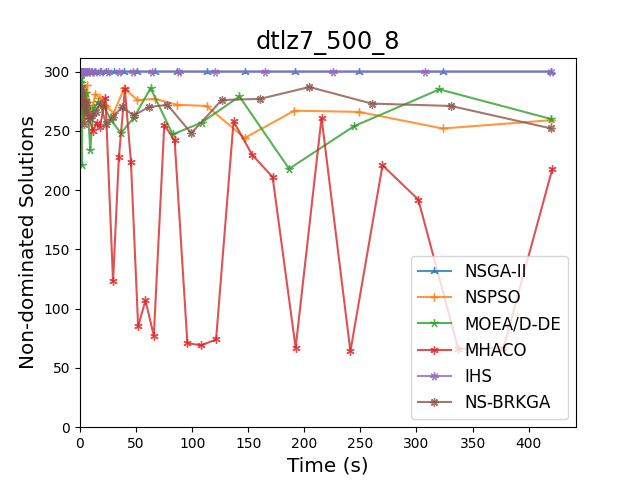 dtlz7_500_8
Non-dominated Solutions
300
250
200
150
100
50
0
NSGA-II
NSPSO
MOEA/D-DE
MHACO
IHS
NS-BRKGA
0 50 100 150 200 250 300 350 400
Time (s)